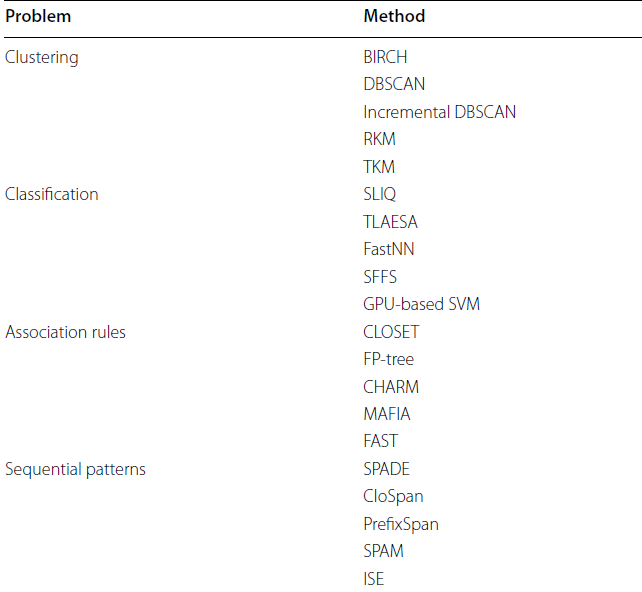 Problem Method
Clustering BIRCH
DBSCAN
Incremental DBSCAN
RKM
TKM
Classification SLIQ
TLAESA
FastNN
SFFS
GPU-based SVM
Association rules CLOSET
FP-tree
CHARM
MAFIA
FAST
Sequential patterns SPADE
CloSpan
PrefixSpan
SPAM
ISE